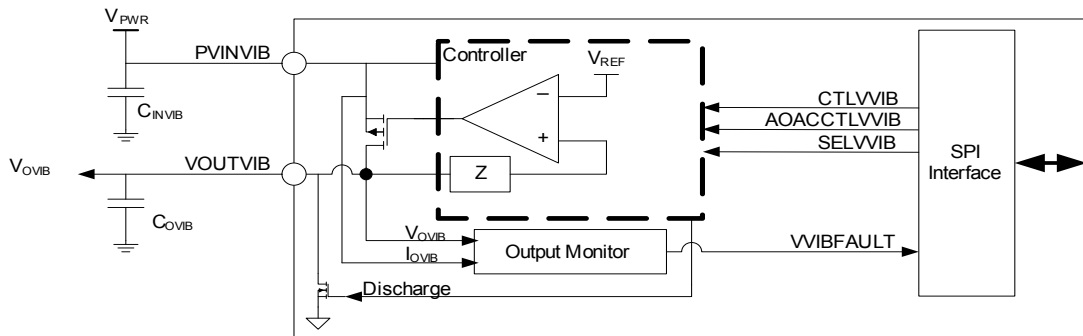 VPWR
PVINVIB
CINVIB
VOVIB
VOUTVIB
COVIB
Controller
VREF
−
+
Z
CTLVVIB
AOACCTLVVIB
SELVVIB
SPI
Interface
VOVIB
IOVIB
Output Monitor
VVIBFAULT
Discharge